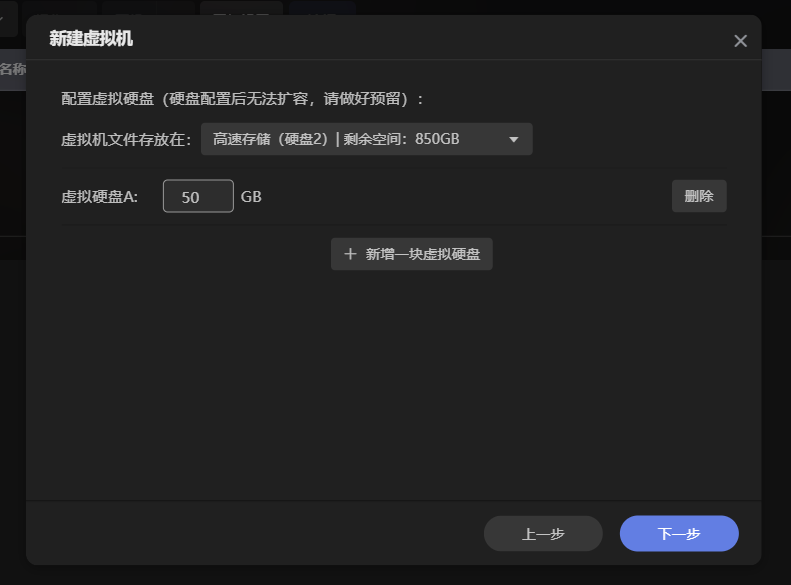 新建虚拟机
名称
配置虚拟硬盘（硬盘配置后无法扩容，请做好预留）：
虚拟机文件存放在： 高速存储（硬盘2）| 剩余空间：850GB
虚拟硬盘A: 50 GB 删除
新增一块虚拟硬盘
上一步 下一步